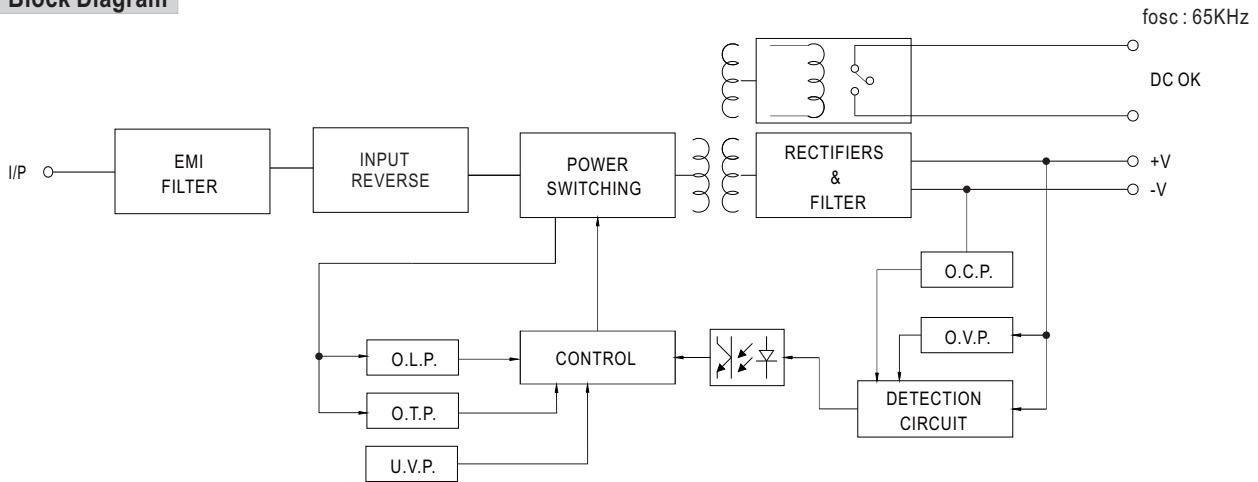 Block Diagram
fosc : 65KHz
DC OK
I/P
EMI
FILTER
INPUT
REVERSE
POWER
SWITCHING
RECTIFIERS
&
FILTER
+V
-V
O.C.P.
O.V.P.
O.L.P.
CONTROL
DETECTION
CIRCUIT
O.T.P.
U.V.P.